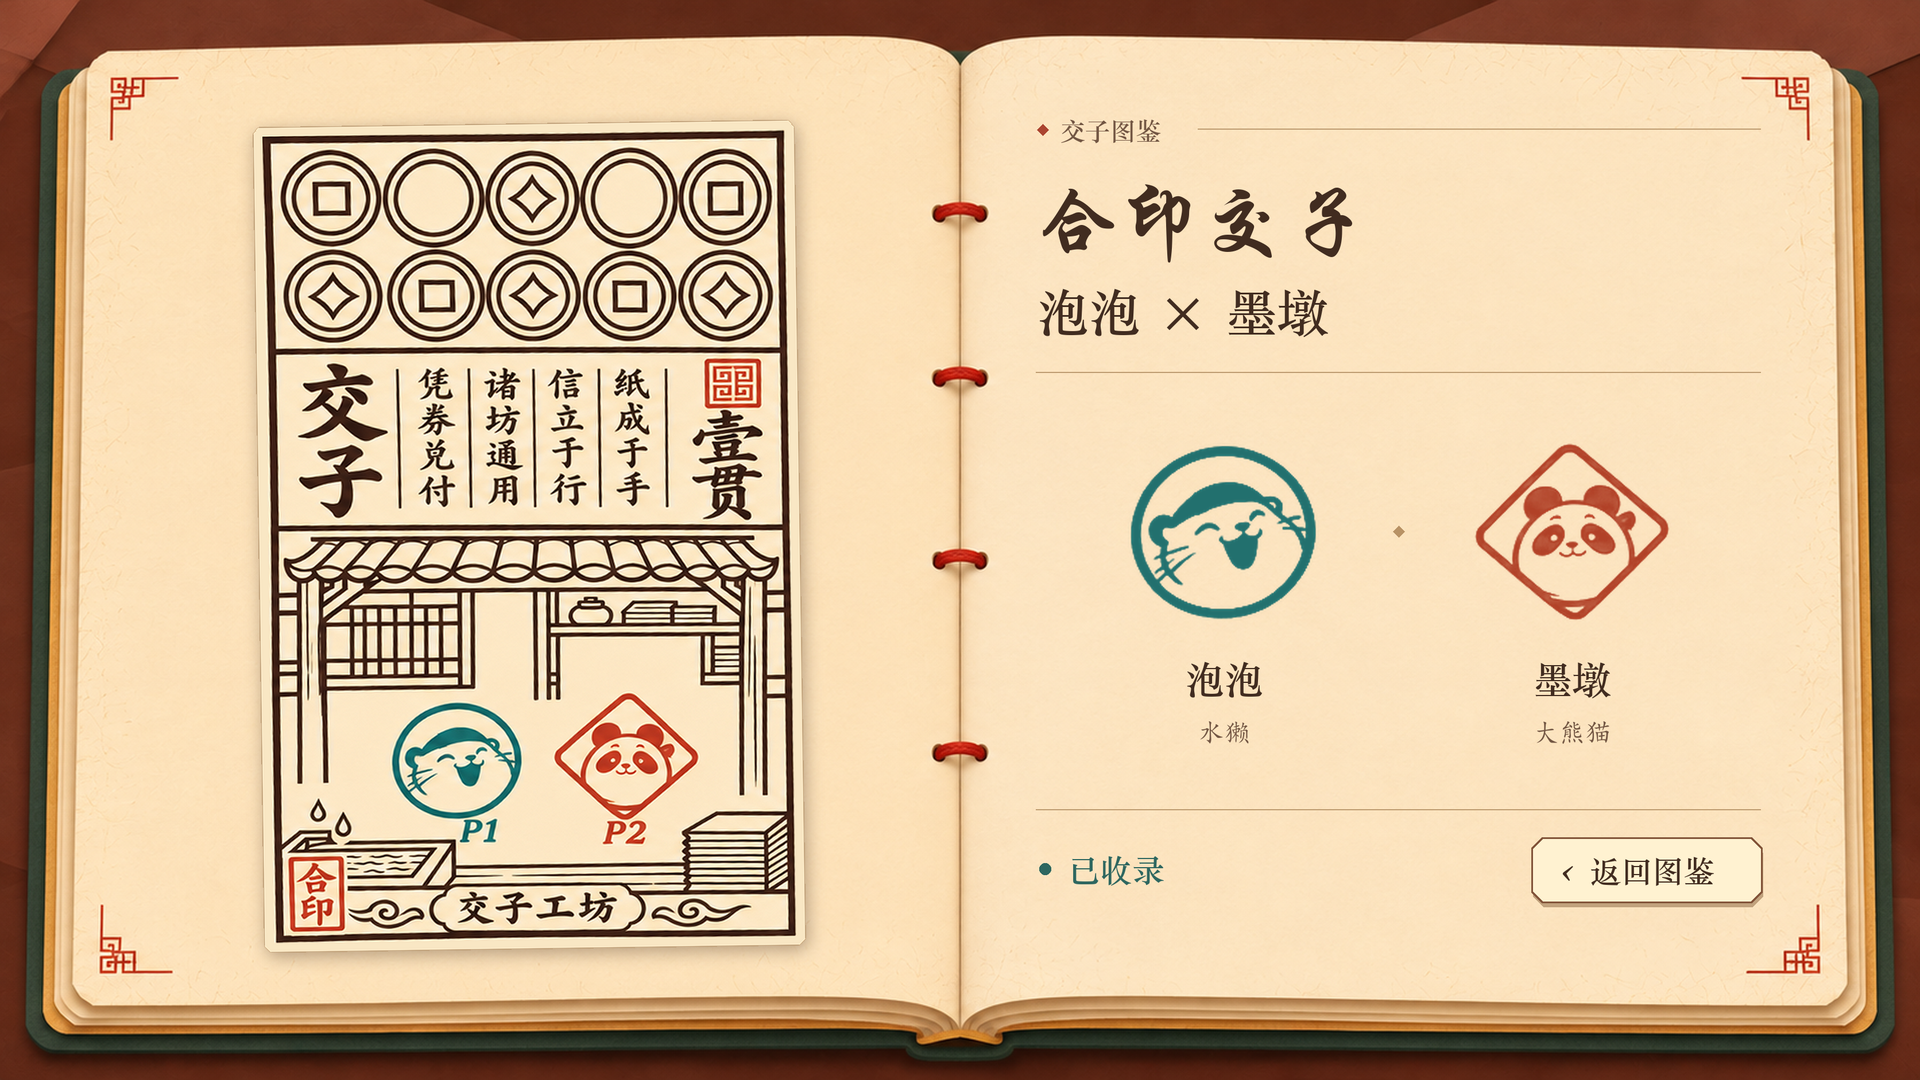 交子
凭券兑付
诸坊通用
信立于行
纸成于手
壹贯
P1
P2
合印
交子工坊
交子图鉴
合印交子
泡泡 × 墨墩
泡泡
水獭
墨墩
大熊猫
已收录
‹ 返回图鉴